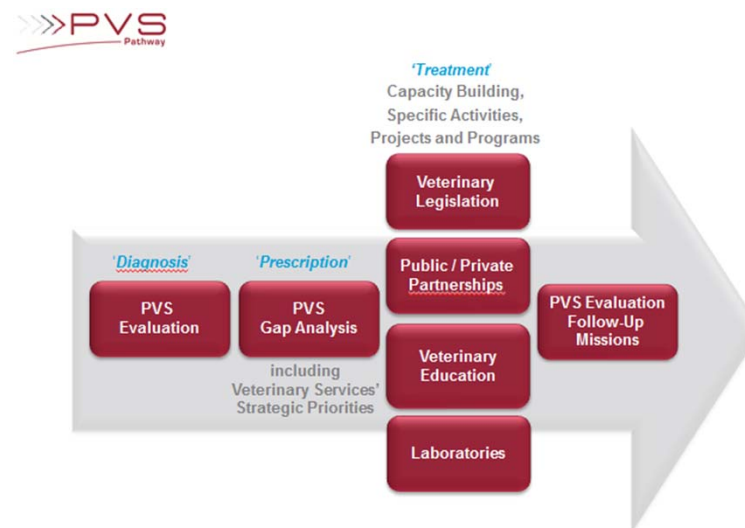 >>>>PVS
Pathway
'Treatment'
Capacity Building,
Specific Activities,
Projects and Programs
Veterinary
Legislation
'Diagnosis'
'Prescription'
Public / Private
Partnerships
PVS
Evaluation
PVS
Gap Analysis
PVS Evaluation
Follow-Up
Missions
including
Veterinary Services'
Strategic Priorities
Veterinary
Education
Laboratories